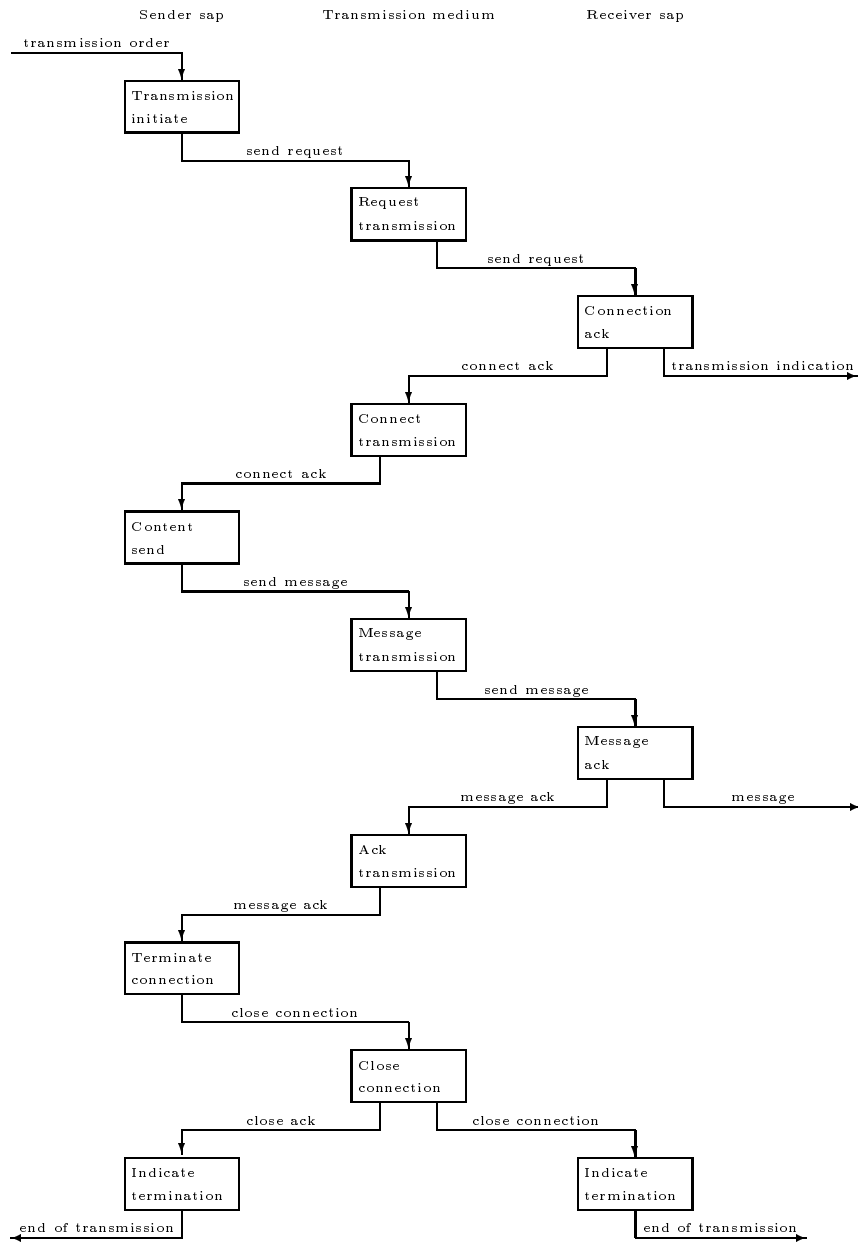 Sender sap
Transmission medium
Receiver sap
transmission order
Transmission
initiate
send request
Request
transmission
send request
Connection
ack
connect ack
transmission indication
Connect
transmission
connect ack
Content
send
send message
Message
transmission
send message
Message
ack
message ack
message
Ack
transmission
message ack
Terminate
connection
close connection
Close
connection
close ack
close connection
Indicate
termination
Indicate
termination
end of transmission
end of transmission